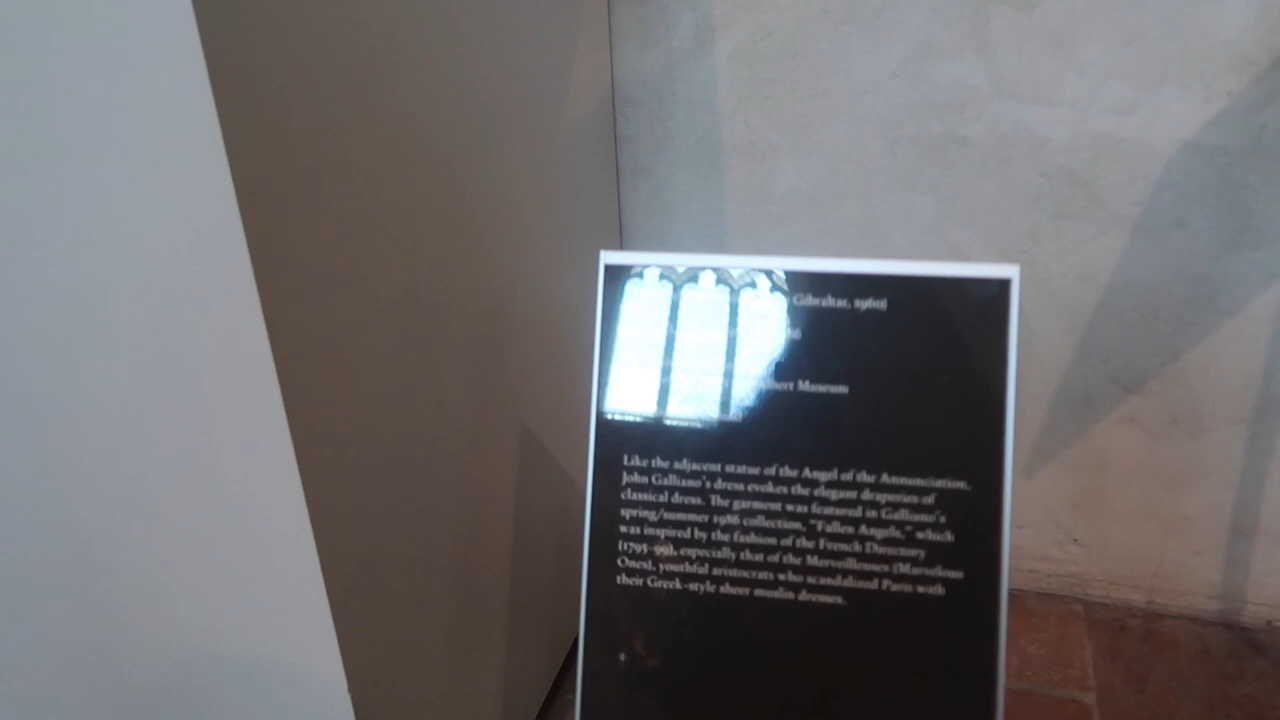 Gibraltar, 1960)
Museum
Like the adjacent statue of the Angel of the Annunciation,
John Galliano's dress evokes the elegant draperies of
classical dress. The garment was featured in Galliano's
spring/summer 1986 collection, "Fallen Angels," which
was inspired by the fashion of the French Directory
(1795–99), especially that of the Merveilleuses (Marvelous
Ones), youthful aristocrats who scandalized Paris with
their Greek-style sheer muslin dresses.